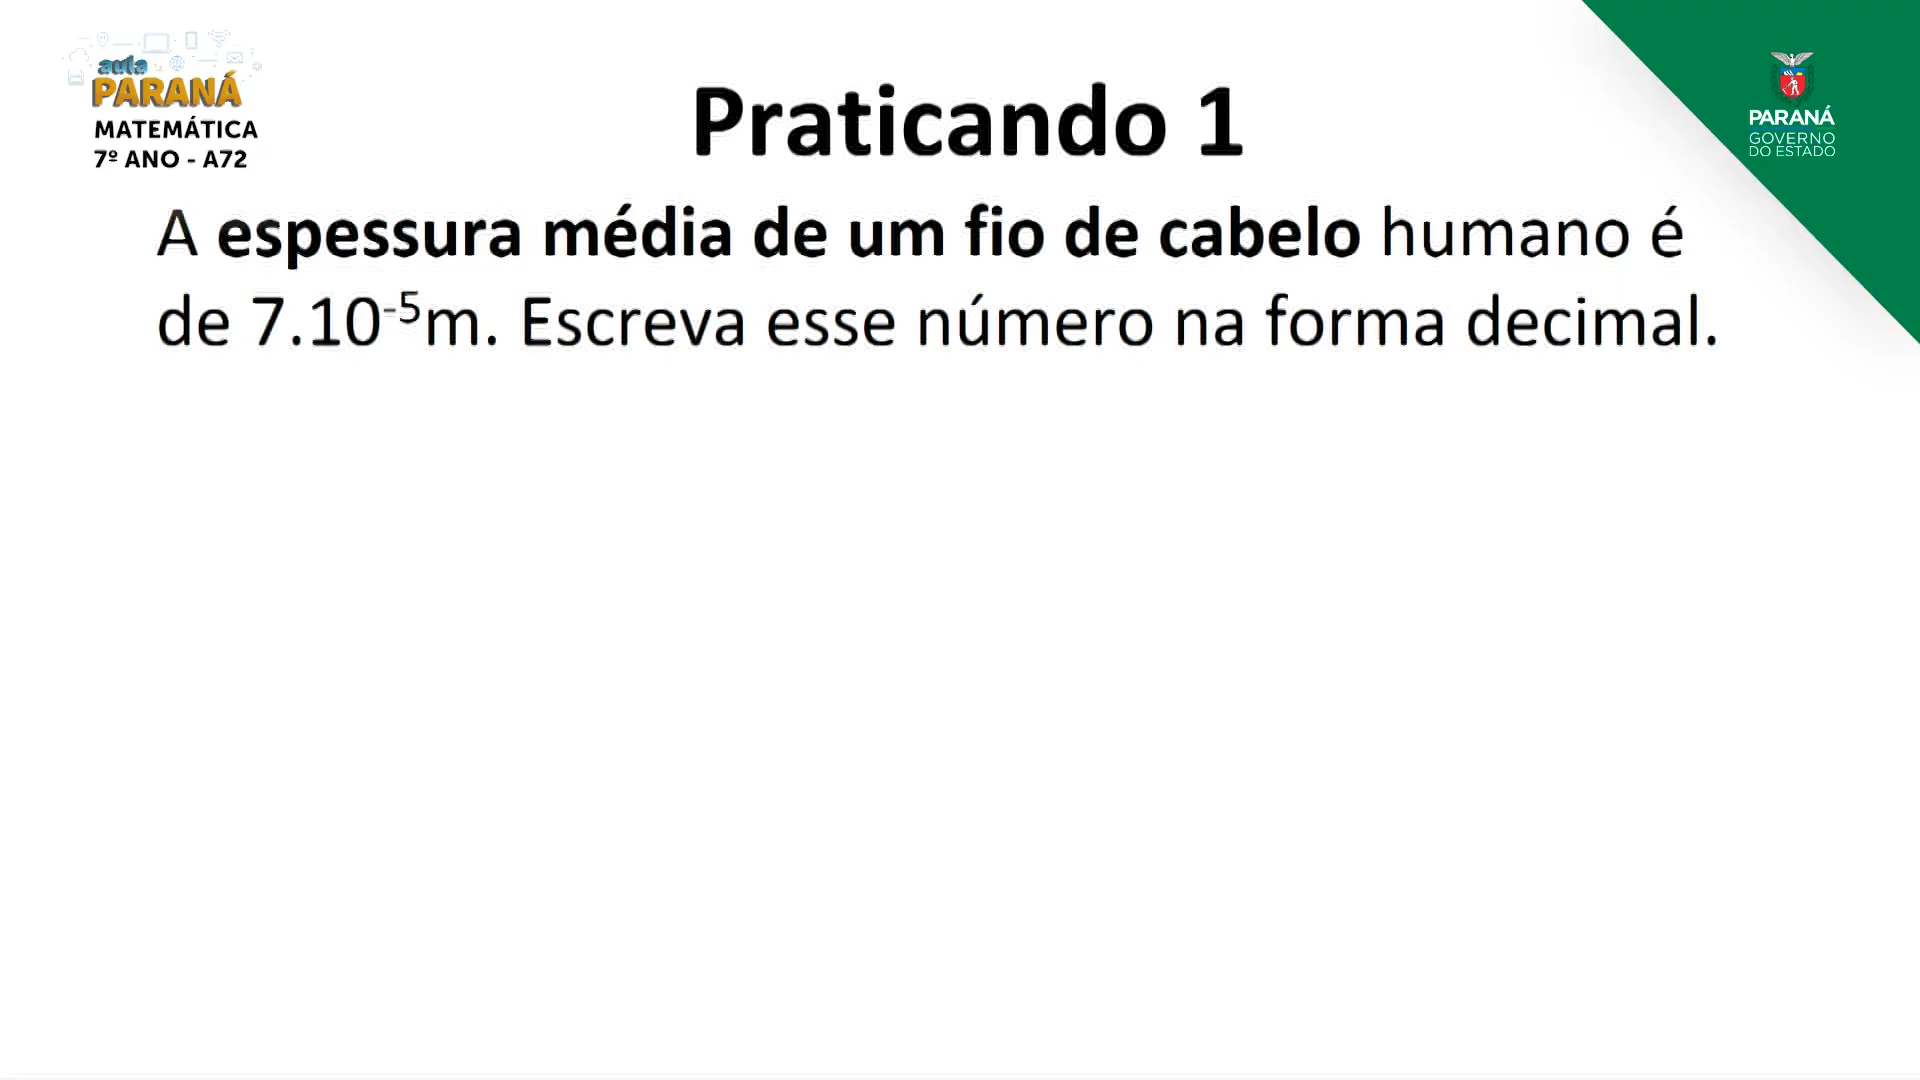 aula
PARANÁ
MATEMÁTICA
7º ANO - A72
Praticando 1
PARANÁ
GOVERNO
DO ESTADO
A espessura média de um fio de cabelo humano é
de 7.10⁻⁵m. Escreva esse número na forma decimal.